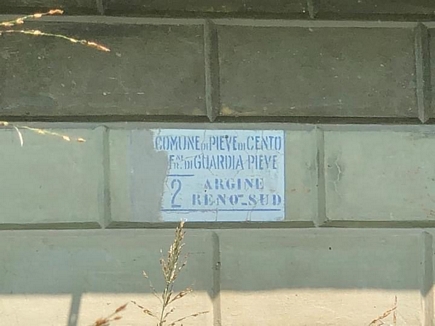 COMUNE DI PIEVE DI CENTO
F.NE DI GUARDIA PIEVE
2 ARGINE
RENO-SUD